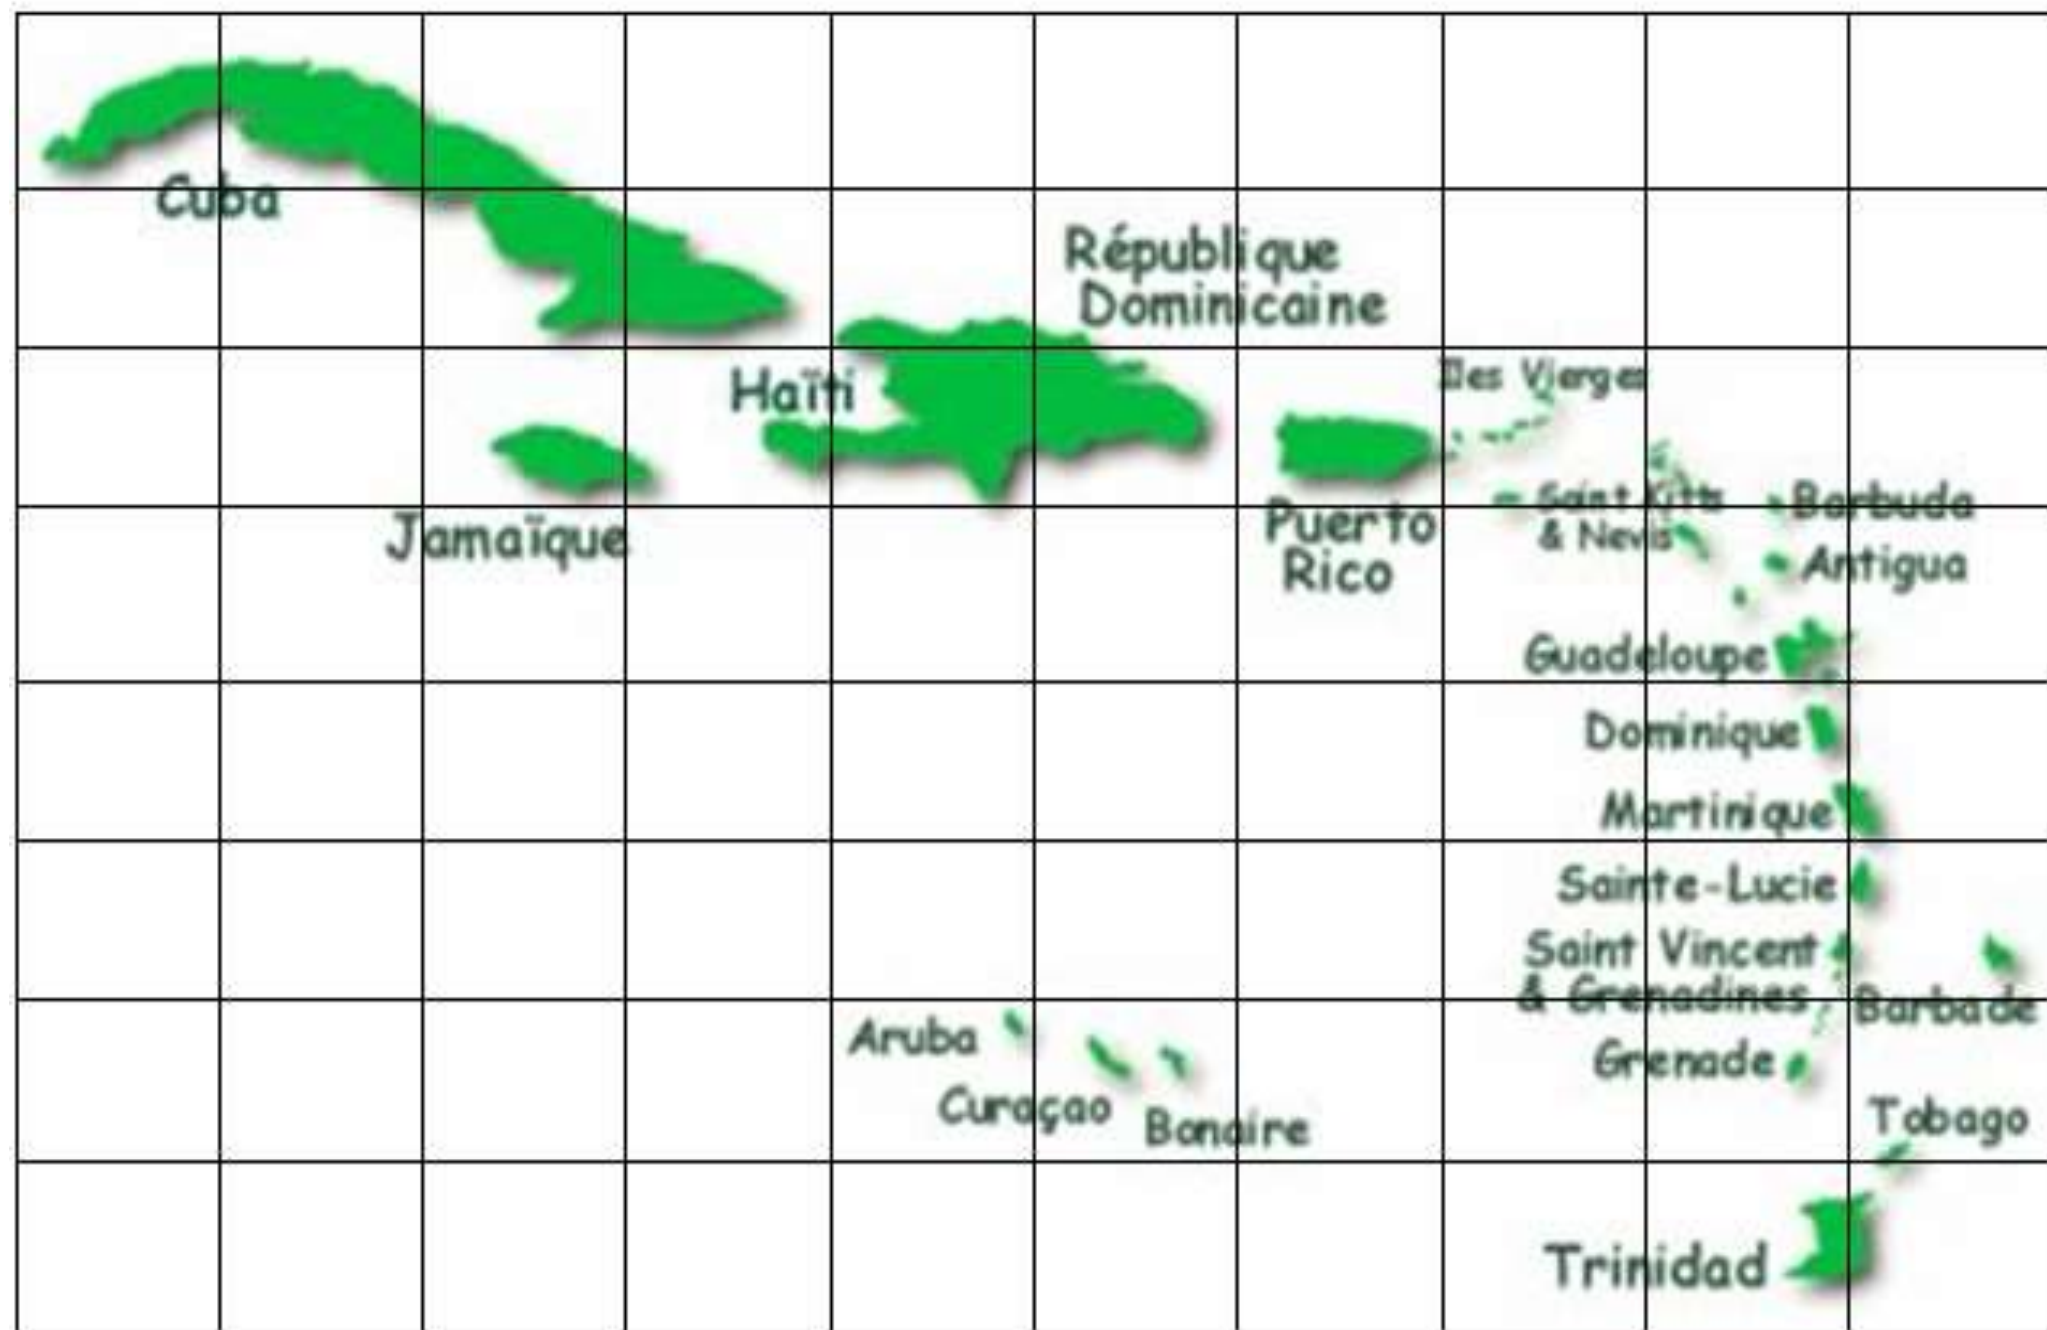 Cuba
République
Dominicaine
Haïti
Iles Vierges
Jamaïque
Puerto
Rico
Saint Kitts
& Nevis
Barbuda
Antigua
Guadeloupe
Dominique
Martinique
Sainte-Lucie
Saint Vincent
& Grenadines
Barbade
Aruba
Grenade
Curaçao
Bonaire
Tobago
Trinidad